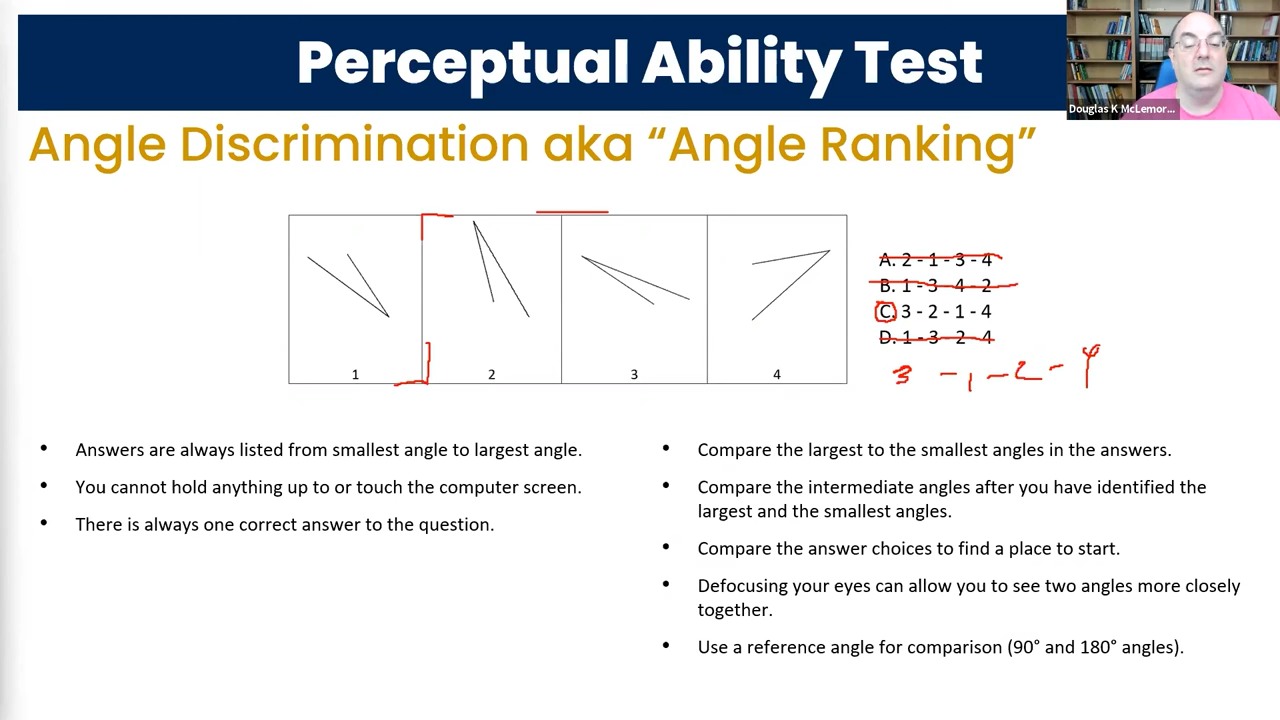 Perceptual Ability Test
Douglas K McLemor...
Angle Discrimination aka “Angle Ranking”
A. 2 - 1 - 3 - 4
B. 1 - 3 - 4 - 2
C. 3 - 2 - 1 - 4
D. 1 - 3 - 2 - 4
3 - 1 - 2 - 4
1
2
3
4
• Answers are always listed from smallest angle to largest angle.
• You cannot hold anything up to or touch the computer screen.
• There is always one correct answer to the question.
• Compare the largest to the smallest angles in the answers.
• Compare the intermediate angles after you have identified the
largest and the smallest angles.
• Compare the answer choices to find a place to start.
• Defocusing your eyes can allow you to see two angles more closely
together.
• Use a reference angle for comparison (90° and 180° angles).